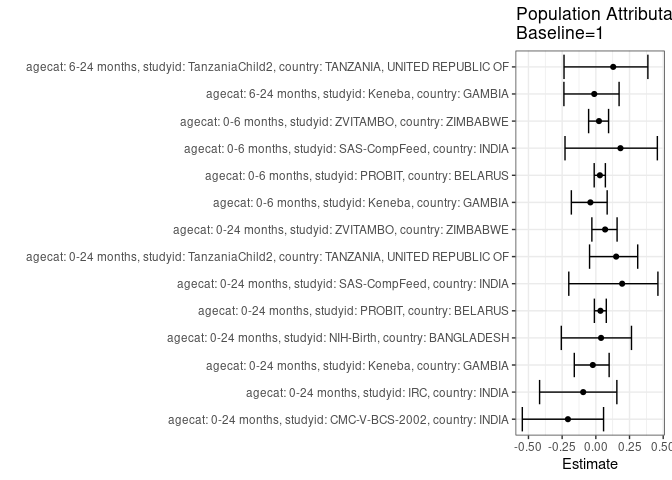 Population Attributa
Baseline=1
agecat: 6-24 months, studyid: TanzaniaChild2, country: TANZANIA, UNITED REPUBLIC OF
agecat: 6-24 months, studyid: Keneba, country: GAMBIA
agecat: 0-6 months, studyid: ZVITAMBO, country: ZIMBABWE
agecat: 0-6 months, studyid: SAS-CompFeed, country: INDIA
agecat: 0-6 months, studyid: PROBIT, country: BELARUS
agecat: 0-6 months, studyid: Keneba, country: GAMBIA
agecat: 0-24 months, studyid: ZVITAMBO, country: ZIMBABWE
agecat: 0-24 months, studyid: TanzaniaChild2, country: TANZANIA, UNITED REPUBLIC OF
agecat: 0-24 months, studyid: SAS-CompFeed, country: INDIA
agecat: 0-24 months, studyid: PROBIT, country: BELARUS
agecat: 0-24 months, studyid: NIH-Birth, country: BANGLADESH
agecat: 0-24 months, studyid: Keneba, country: GAMBIA
agecat: 0-24 months, studyid: IRC, country: INDIA
agecat: 0-24 months, studyid: CMC-V-BCS-2002, country: INDIA
-0.50 -0.25 0.00 0.25 0.50
Estimate